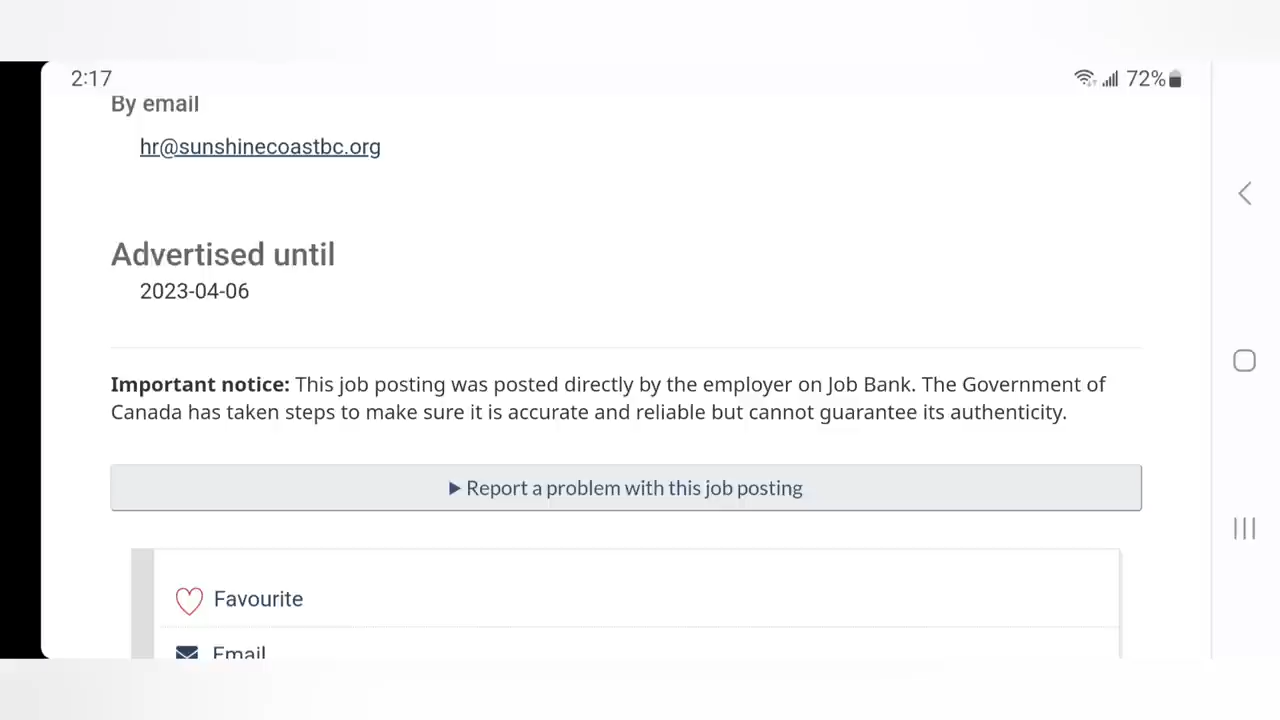 2:17
72%
By email
hr@sunshinecoastbc.org
Advertised until
2023-04-06
Important notice: This job posting was posted directly by the employer on Job Bank. The Government of
Canada has taken steps to make sure it is accurate and reliable but cannot guarantee its authenticity.
Report a problem with this job posting
Favourite
Email